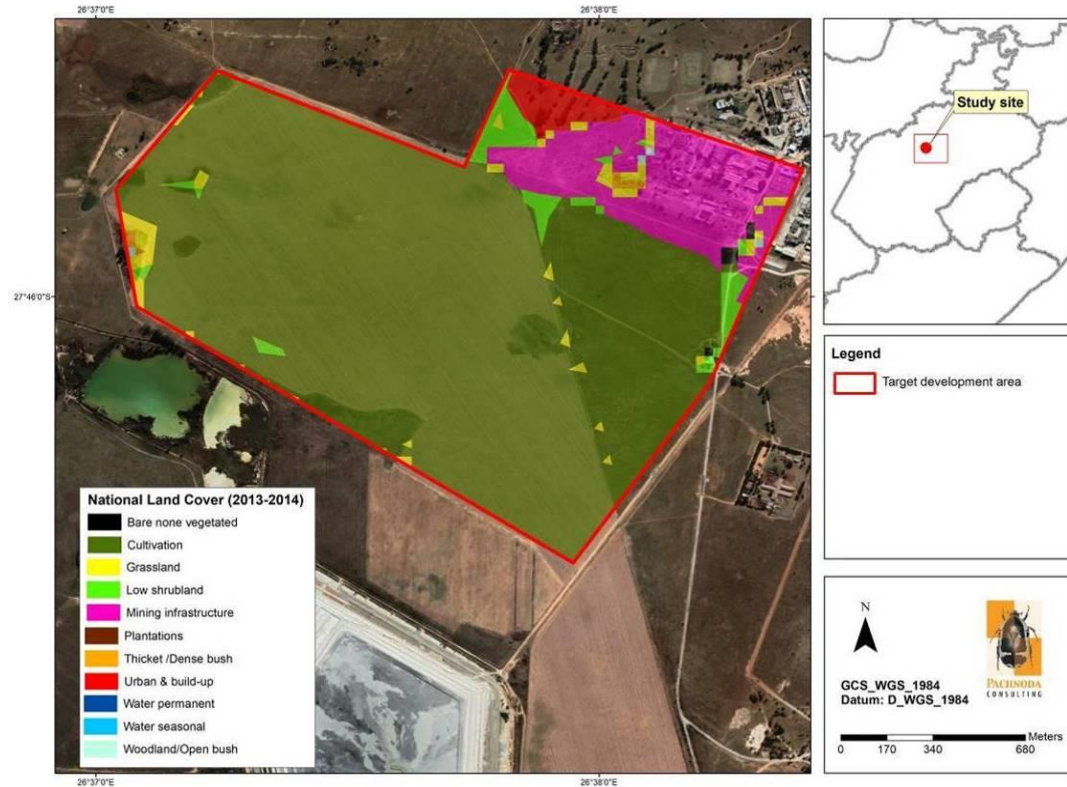 26°37'0"E
26°38'0"E
27°46'0"S
Study site
Legend
Target development area
National Land Cover (2013-2014)
Bare none vegetated
Cultivation
Grassland
Low shrubland
Mining infrastructure
Plantations
Thicket /Dense bush
Urban & build-up
Water permanent
Water seasonal
Woodland/Open bush
N
PACHNODA
CONSULTING
GCS_WGS_1984
Datum: D_WGS_1984
Meters
0 170 340 680
26°37'0"E
26°38'0"E